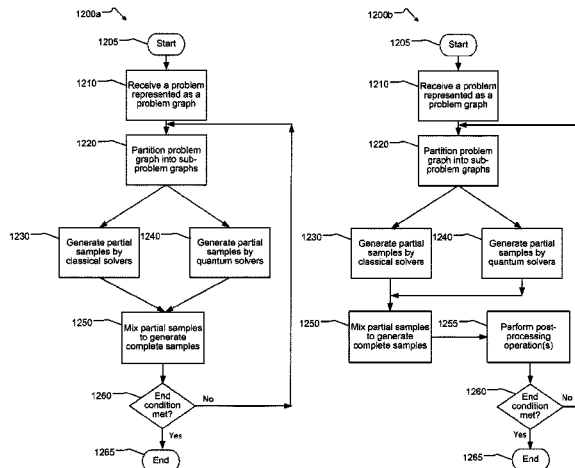 1200a
1205
Start
1210
Receive a problem
represented as a
problem graph
1220
Partition problem
graph into sub-
problem graphs
1230
Generate partial
samples by
classical solvers
1240
Generate partial
samples by
quantum solvers
1250
Mix partial samples
to generate
complete samples
1260
End
condition
met?
No
Yes
1265
End
1200b
1205
Start
1210
Receive a problem
represented as a
problem graph
1220
Partition problem
graph into sub-
problem graphs
1230
Generate partial
samples by
classical solvers
1240
Generate partial
samples by
quantum solvers
1250
Mix partial samples
to generate
complete samples
1255
Perform post-
processing
operation(s)
1260
End
condition
met?
No
Yes
1265
End